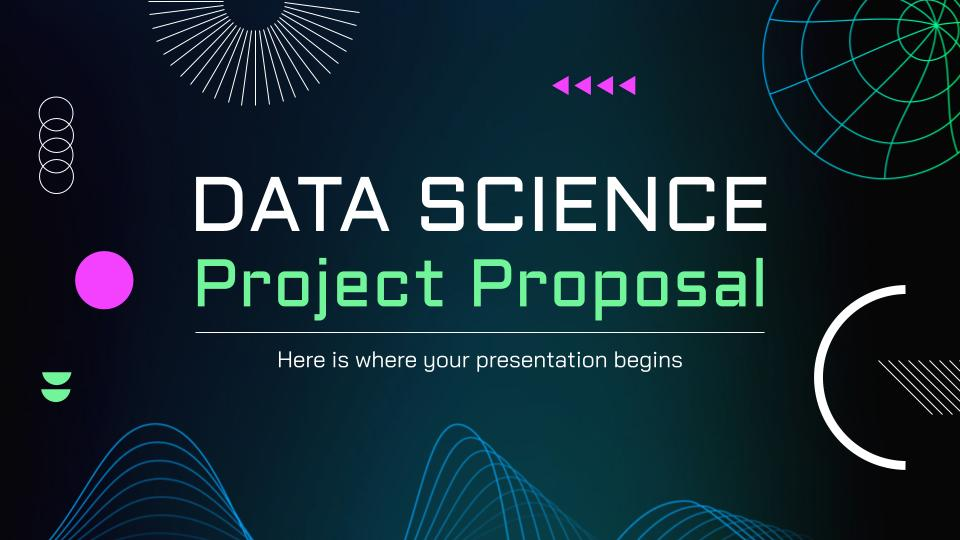 DATA SCIENCE
Project Proposal
Here is where your presentation begins